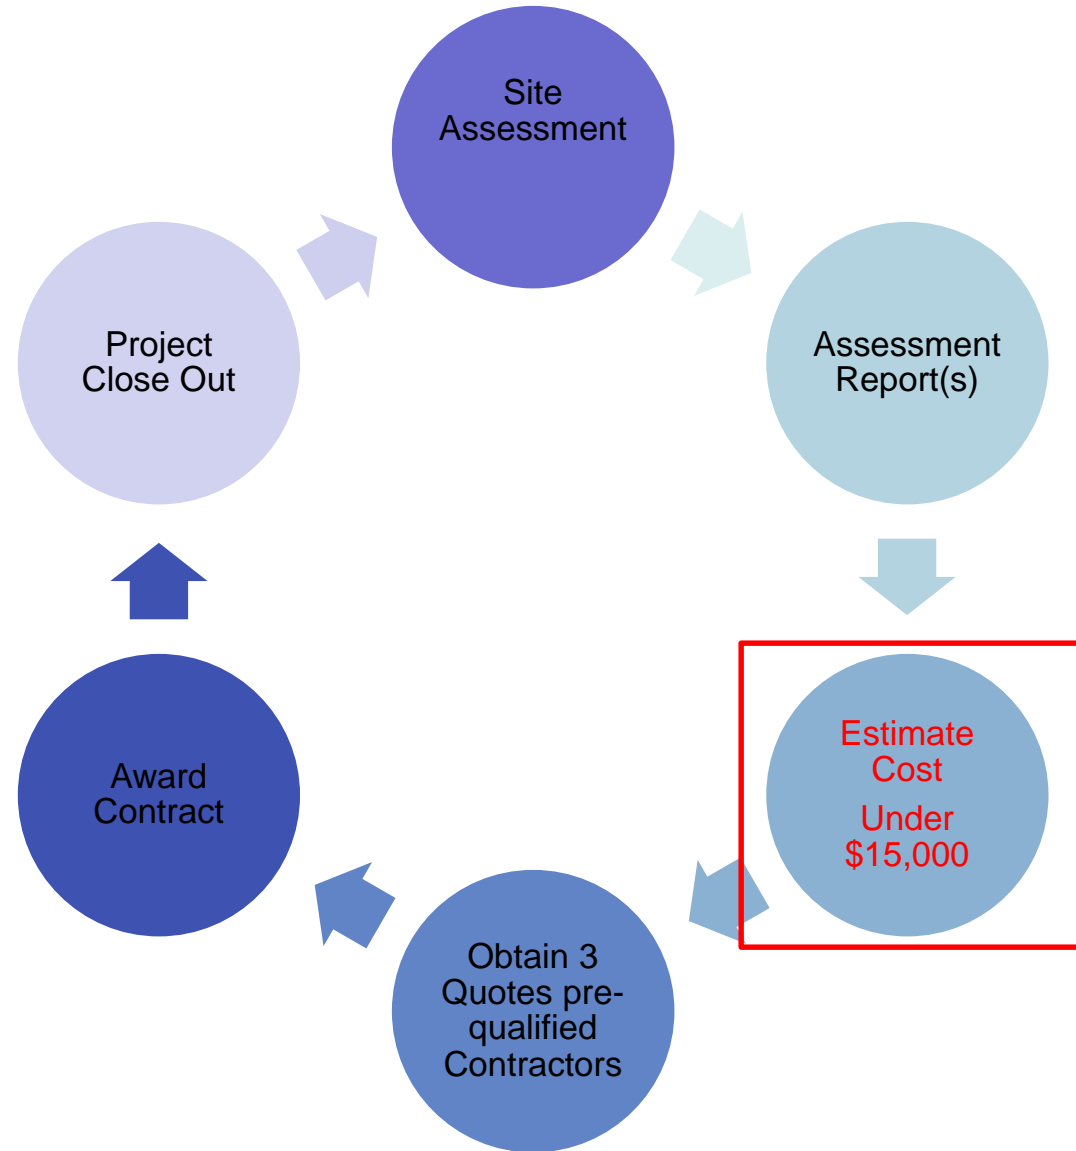 Site
Assessment
Assessment
Report(s)
Estimate
Cost
Under
$15,000
Obtain 3
Quotes pre-
qualified
Contractors
Award
Contract
Project
Close Out